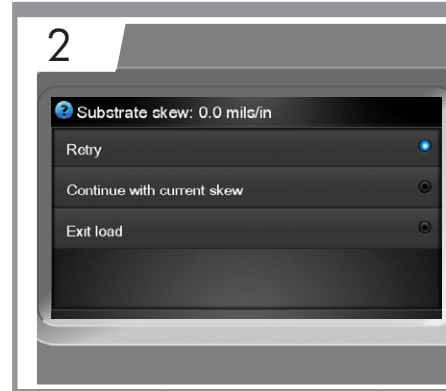 2
Substrate skew: 0.0 mils/in
Retry
Continue with current skew
Exit load